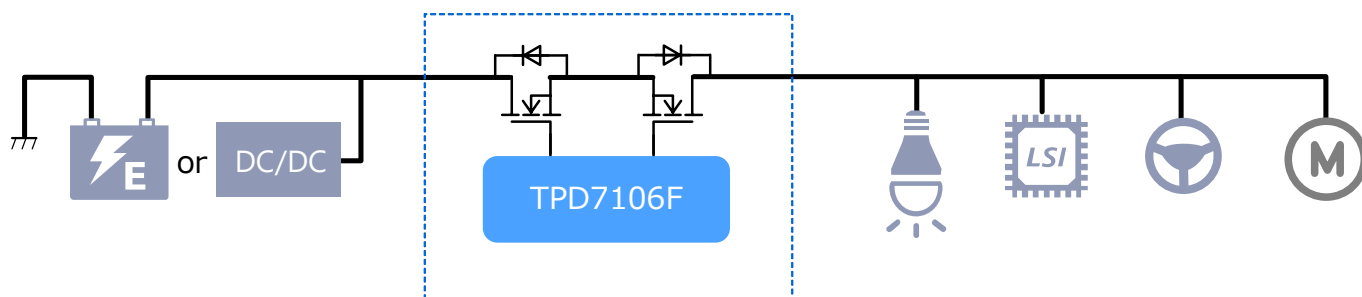 E
or
DC/DC
TPD7106F
LSI
M